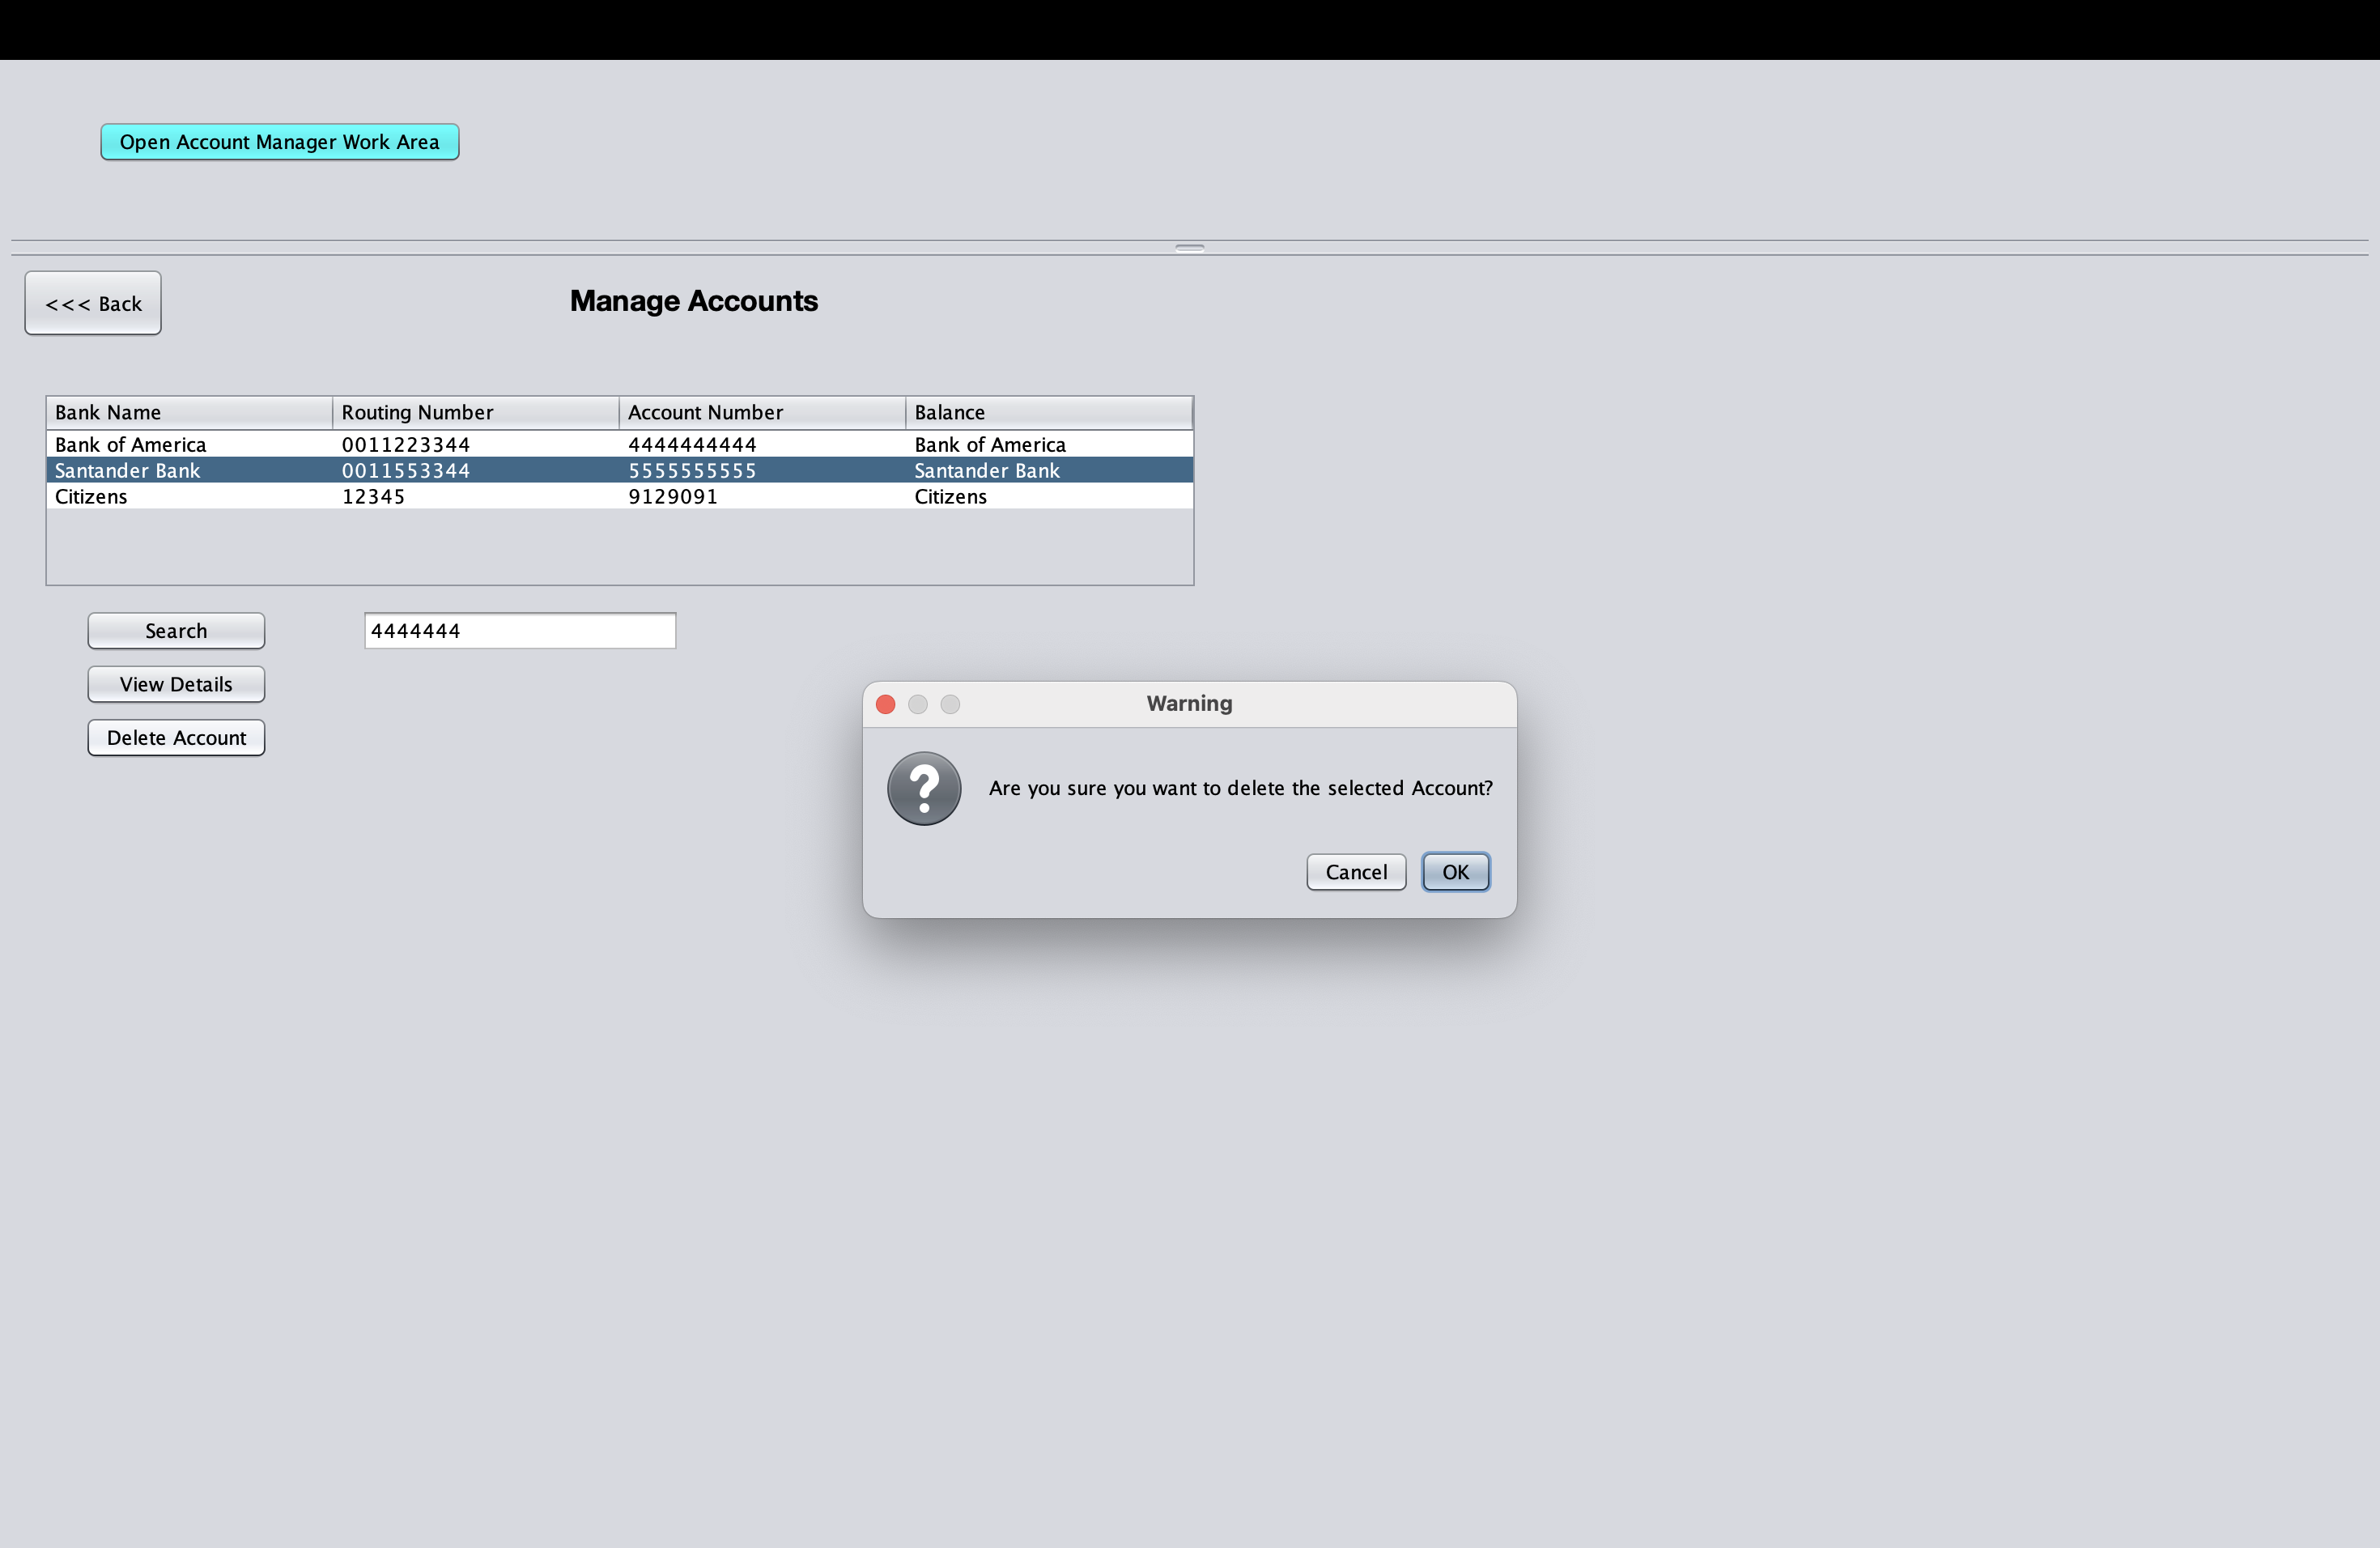 Open Account Manager Work Area
<<< Back
Manage Accounts
Bank Name Routing Number Account Number Balance
Bank of America 0011223344 4444444444 Bank of America
Santander Bank 0011553344 5555555555 Santander Bank
Citizens 12345 9129091 Citizens
Search 4444444
View Details
Delete Account
Warning
?
Are you sure you want to delete the selected Account?
Cancel OK